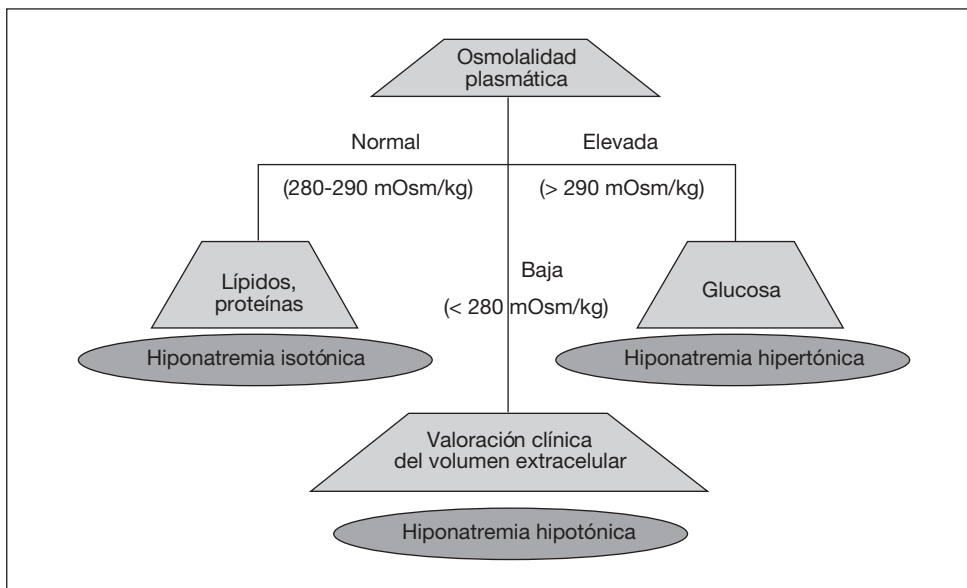 Osmolalidad
plasmática
Normal
Elevada
(280-290 mOsm/kg)
(> 290 mOsm/kg)
Lípidos,
proteínas
Baja
(< 280 mOsm/kg)
Glucosa
Hiponatremia isotónica
Hiponatremia hipertónica
Valoración clínica
del volumen extracelular
Hiponatremia hipotónica